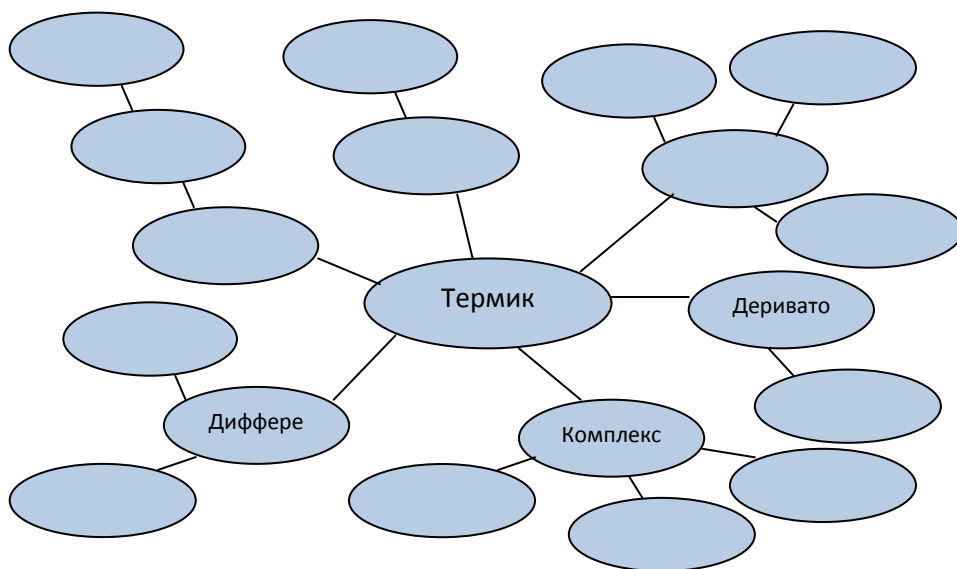 Термик
Деривато
Диффере
Комплекс